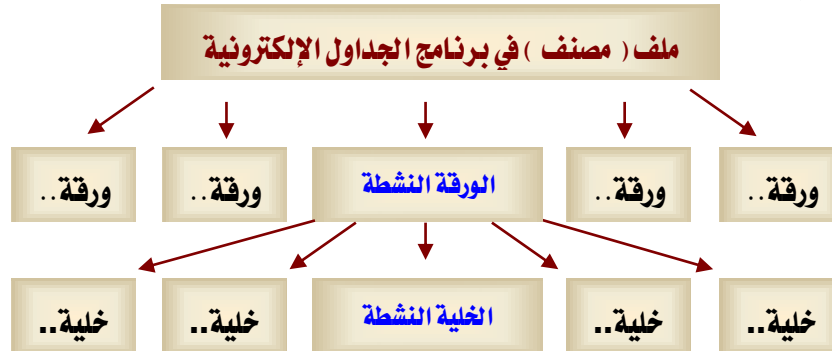 ملف ( مصنف ) في برنامج الجداول الإلكترونية
ورقة.. ورقة.. الورقة النشطة ورقة.. ورقة..
خلية.. خلية.. الخلية النشطة خلية.. خلية..